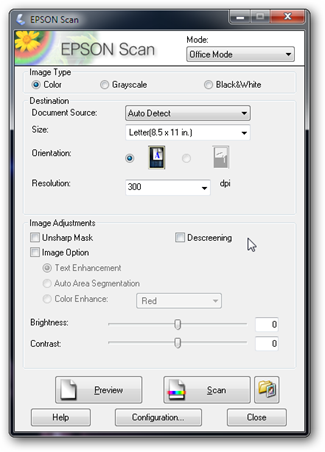 EPSON Scan
EPSON Scan
Mode:
Office Mode
Image Type
Color Grayscale Black&White
Destination
Document Source: Auto Detect
Size: Letter(8.5 x 11 in.)
Orientation:
Resolution: 300 dpi
Image Adjustments
Unsharp Mask Descreening
Image Option
Text Enhancement
Auto Area Segmentation
Color Enhance: Red
Brightness: 0
Contrast: 0
Preview Scan
Help Configuration... Close